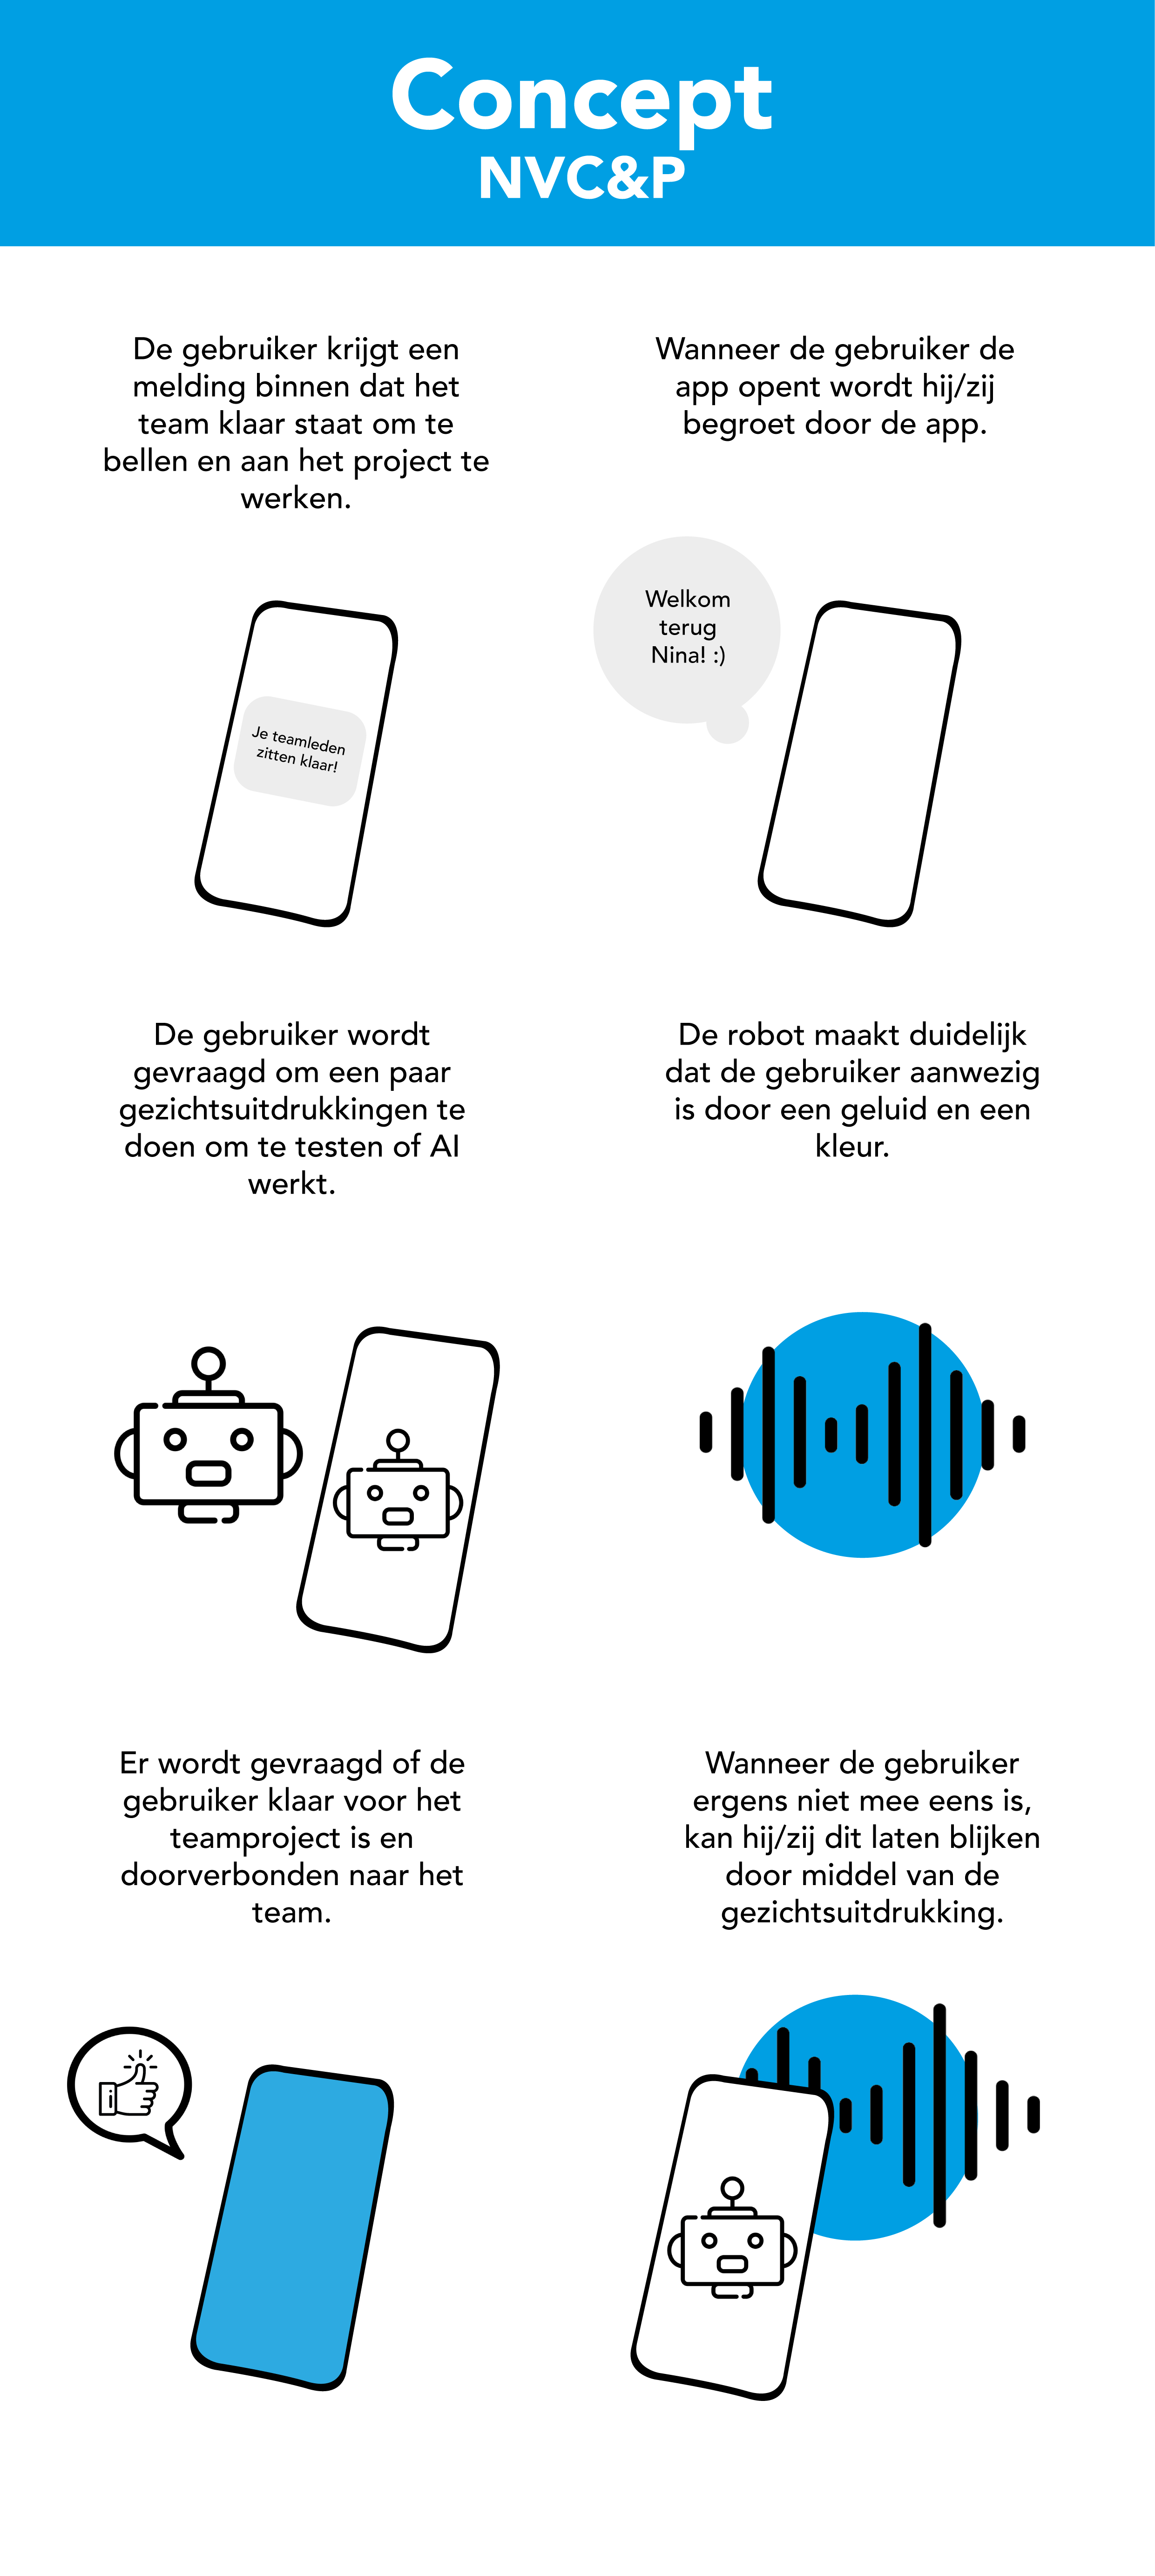 Concept
NVC&P
De gebruiker krijgt een
melding binnen dat het
team klaar staat om te
bellen en aan het project te
werken.
Je teamleden
zitten klaar!
Wanneer de gebruiker de
app opent wordt hij/zij
begroet door de app.
Welkom
terug
Nina! :)
De gebruiker wordt
gevraagd om een paar
gezichtsuitdrukkingen te
doen om te testen of AI
werkt.
De robot maakt duidelijk
dat de gebruiker aanwezig
is door een geluid en een
kleur.
Er wordt gevraagd of de
gebruiker klaar voor het
teamproject is en
doorverbonden naar het
team.
Wanneer de gebruiker
ergens niet mee eens is,
kan hij/zij dit laten blijken
door middel van de
gezichtsuitdrukking.